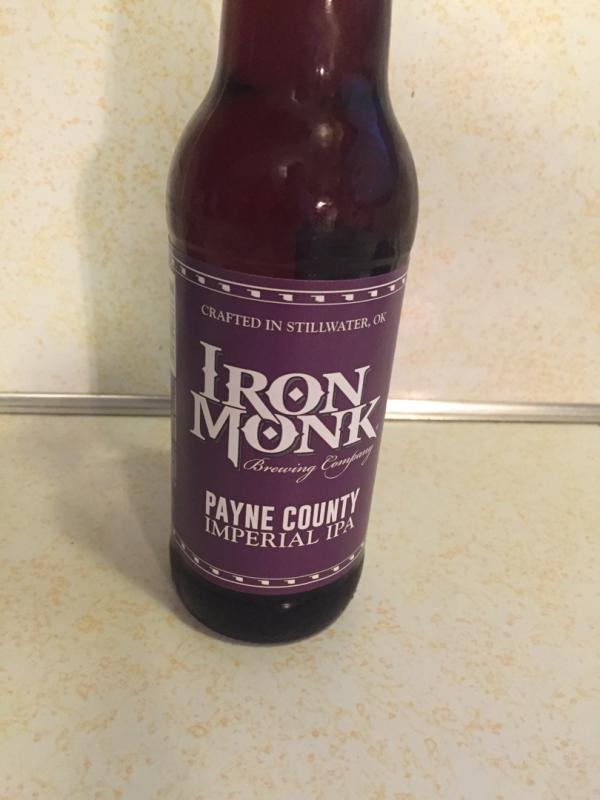 CRAFTED IN STILLWATER, OK
IRON
MONK
Brewing Company
PAYNE COUNTY
IMPERIAL IPA